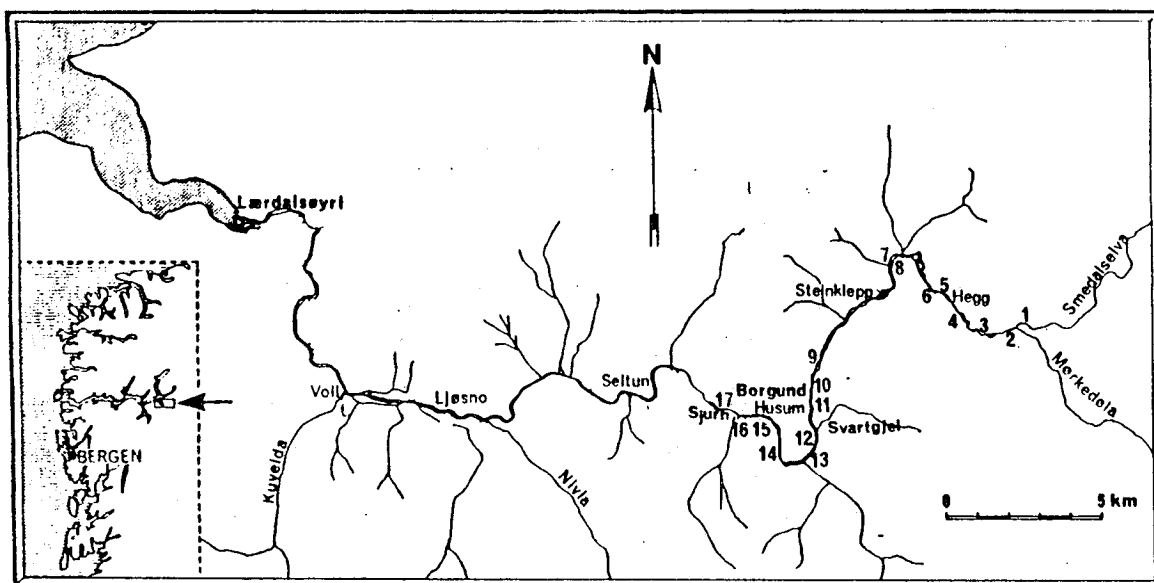 N
Lærdalsøyri
Smedalselva
7
8
Steinklepp
5
6
Hegg
4
3
1
2
Mørkedøla
9
Voll
Ljøsno
Seltun
17
Sjurh
16
15
Borgund
10
Husum
11
12
Svartgjel
14
13
BERGEN
Kuvelda
Nivla
0
5 km